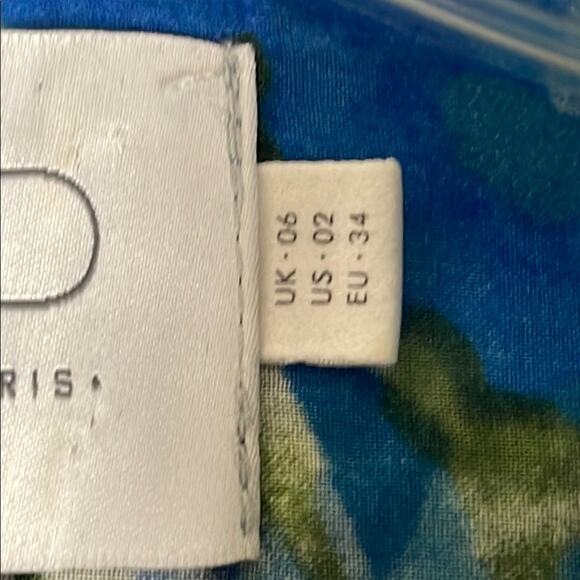 RIS.
UK · 06
US · 02
EU · 34